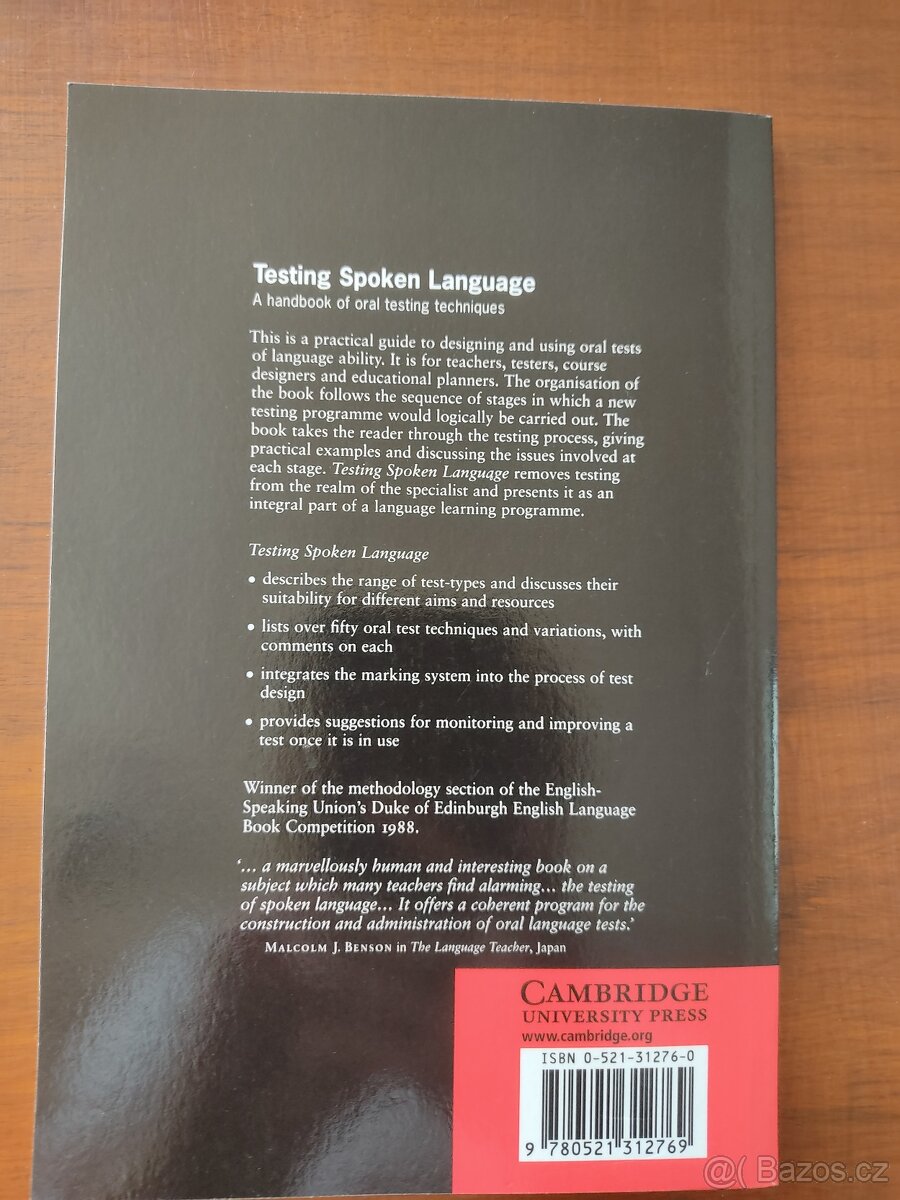 Testing Spoken Language
A handbook of oral testing techniques
This is a practical guide to designing and using oral tests
of language ability. It is for teachers, testers, course
designers and educational planners. The organisation of
the book follows the sequence of stages in which a new
testing programme would logically be carried out. The
book takes the reader through the testing process, giving
practical examples and discussing the issues involved at
each stage. Testing Spoken Language removes testing
from the realm of the specialist and presents it as an
integral part of a language learning programme.
Testing Spoken Language
• describes the range of test-types and discusses their
suitability for different aims and resources
• lists over fifty oral test techniques and variations, with
comments on each
• integrates the marking system into the process of test
design
• provides suggestions for monitoring and improving a
test once it is in use
Winner of the methodology section of the English-
Speaking Union's Duke of Edinburgh English Language
Book Competition 1988.
'... a marvellously human and interesting book on a
subject which many teachers find alarming... the testing
of spoken language... It offers a coherent program for the
construction and administration of oral language tests.'
MALCOLM J. BENSON in The Language Teacher, Japan
CAMBRIDGE
UNIVERSITY PRESS
www.cambridge.org
ISBN 0-521-31276-0
9 780521 312769
@( Bazos.cz